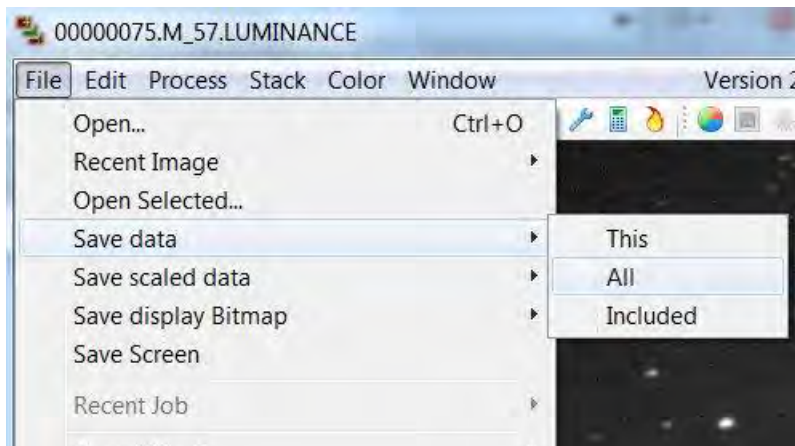 00000075.M_57.LUMINANCE
File Edit Process Stack Color Window Version 2
Open... Ctrl+O
Recent Image
Open Selected...
Save data
This
Save scaled data
All
Save display Bitmap
Included
Save Screen
Recent Job